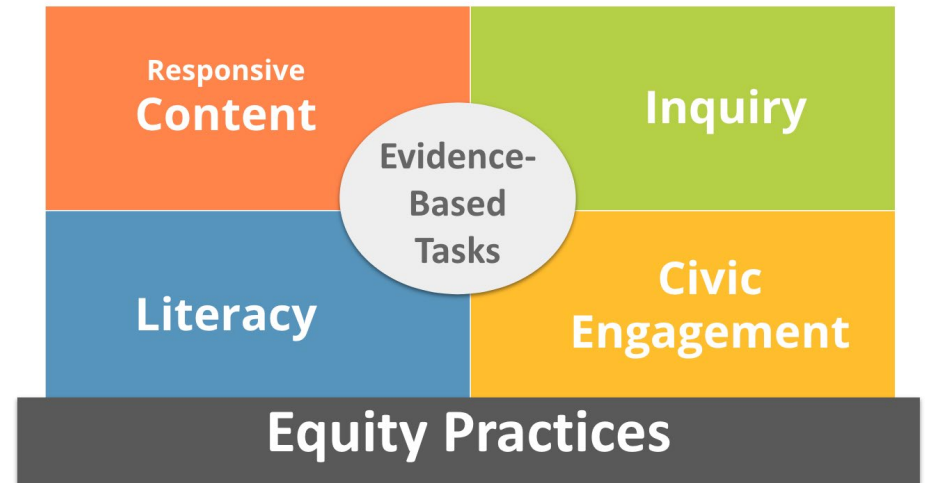 Responsive
Content
Inquiry
Evidence-
Based
Tasks
Literacy
Civic
Engagement
Equity Practices